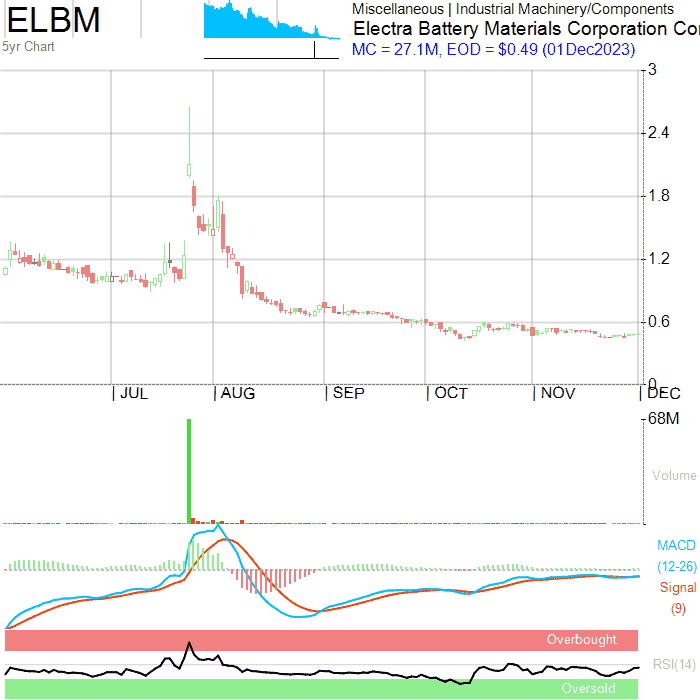 ELBM
5yr Chart
Miscellaneous | Industrial Machinery/Components
Electra Battery Materials Corporation Co
MC = 27.1M, EOD = $0.49 (01Dec2023)
3
2.4
1.8
1.2
0.6
0
JUL
AUG
SEP
OCT
NOV
DEC
68M
Volume
MACD
(12-26)
Signal
(9)
Overbought
RSI(14)
Oversold